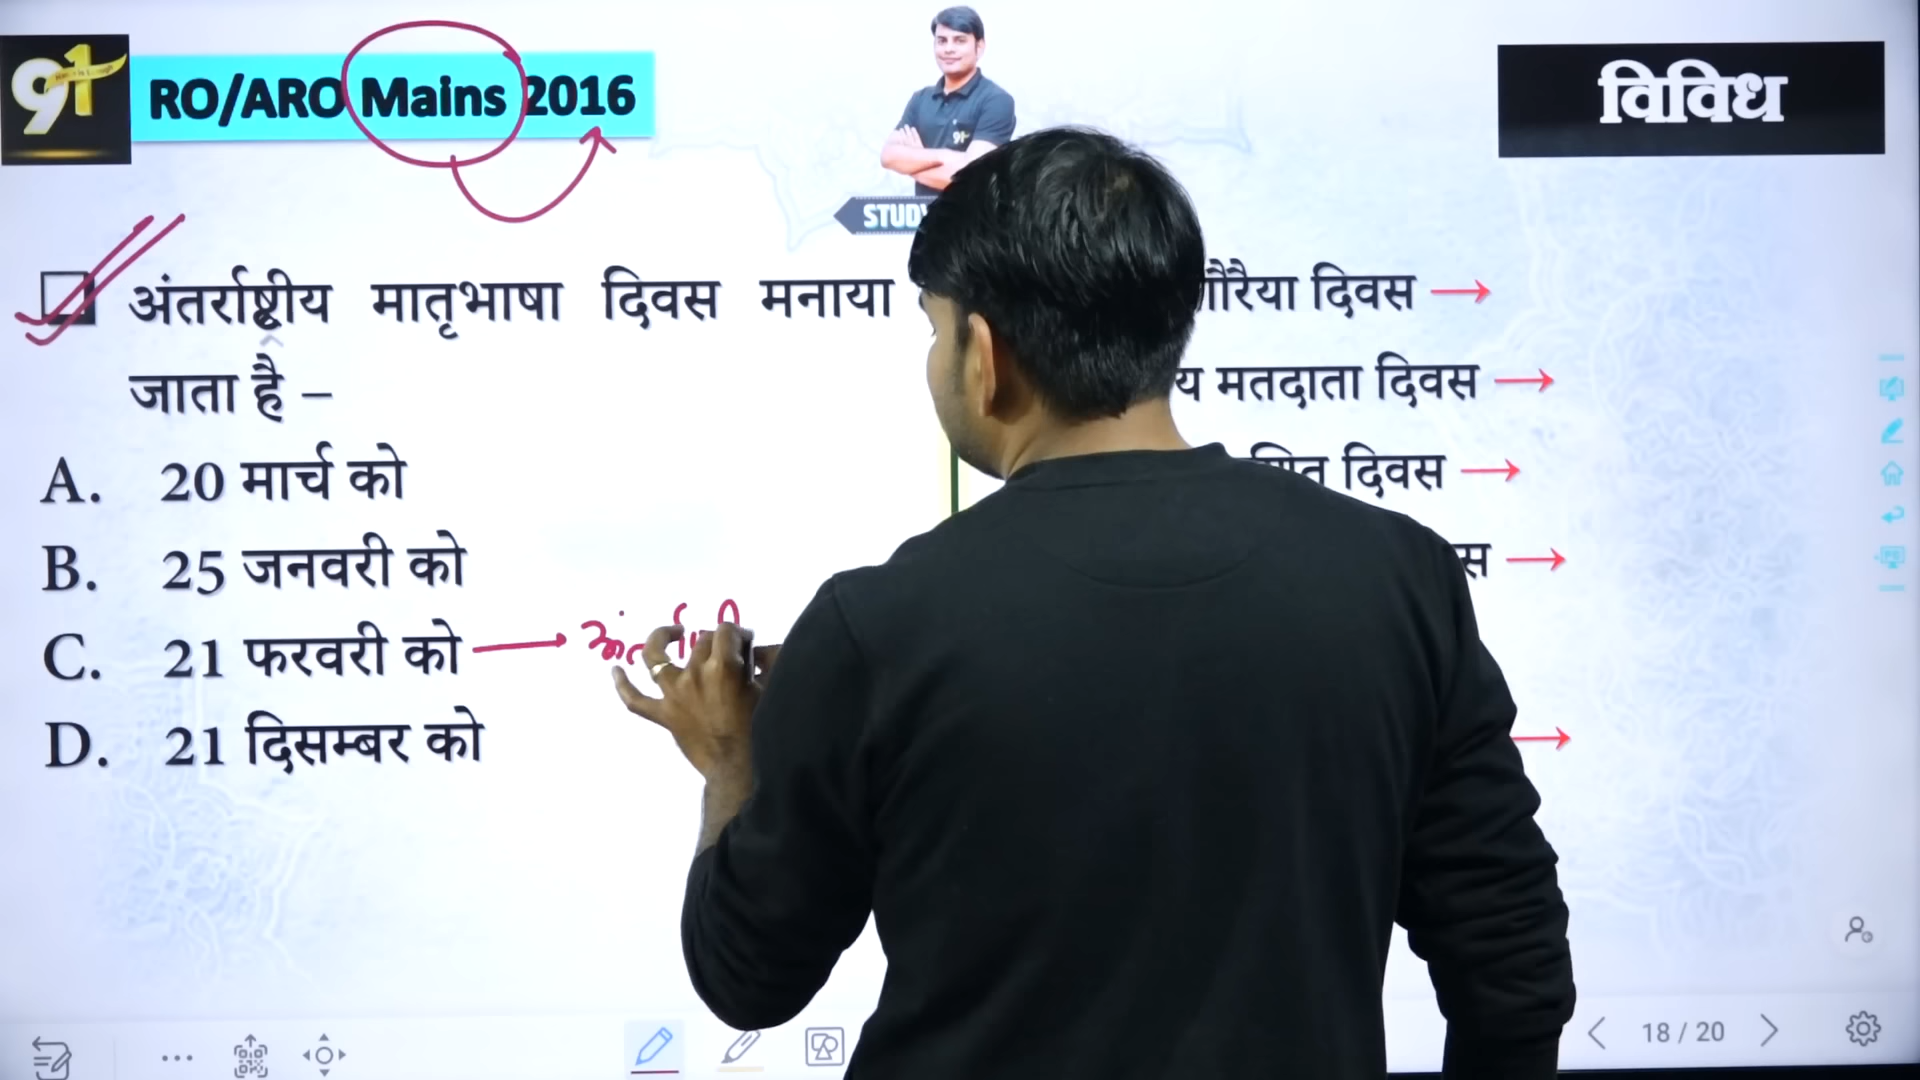 91
RO/ARO Mains 2016
विविध
अंतर्राष्ट्रीय मातृभाषा दिवस मनाया
जाता है –
A. 20 मार्च को
B. 25 जनवरी को
C. 21 फरवरी को
D. 21 दिसम्बर को
गौरैया दिवस →
मतदाता दिवस →
दिवस →
→
→
18 / 20